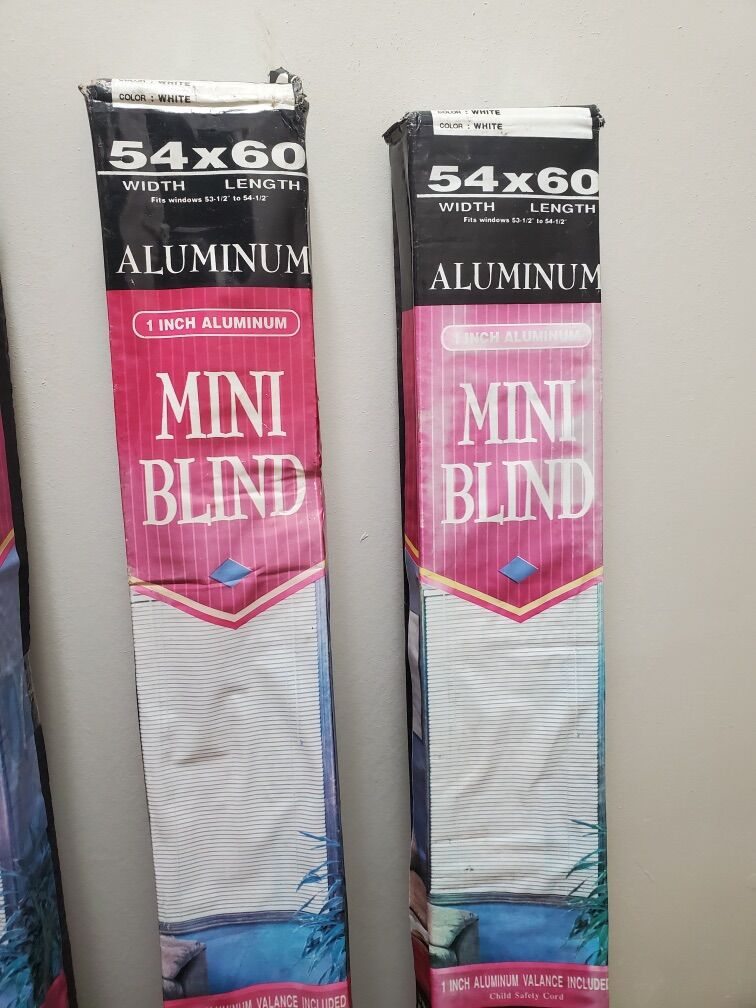 COLOR : WHITE
COLOR : WHITE
54x60
WIDTH LENGTH
Fits windows 53-1/2" to 54-1/2"
ALUMINUM
1 INCH ALUMINUM
MINI
BLIND
ALUMINUM VALANCE INCLUDED
COLOR : WHITE
COLOR : WHITE
54x60
WIDTH LENGTH
Fits windows 53-1/2" to 54-1/2"
ALUMINUM
1 INCH ALUMINUM
MINI
BLIND
1 INCH ALUMINUM VALANCE INCLUDED
Child Safety Cord